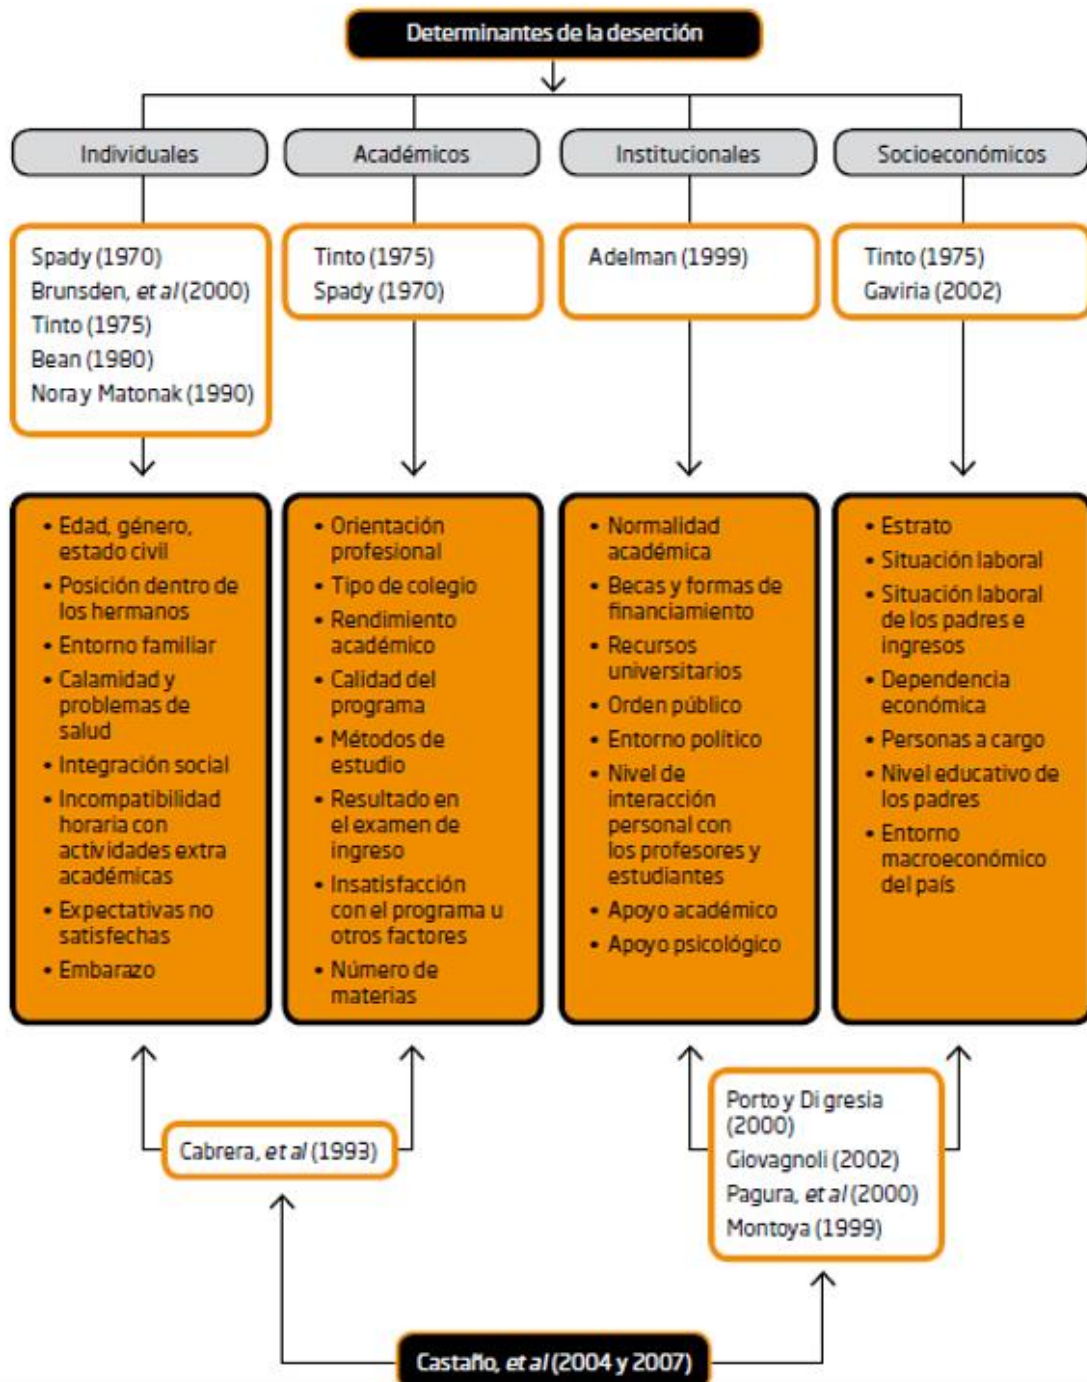 Determinantes de la deserción
Individuales
Académicos
Institucionales
Socioeconómicos
Spady (1970)
Brunsden, et al (2000)
Tinto (1975)
Bean (1980)
Nora y Matonak (1990)
Tinto (1975)
Spady (1970)
Adelman (1999)
Tinto (1975)
Gaviria (2002)
• Edad, género,
estado civil
• Posición dentro de
los hermanos
• Entorno familiar
• Calamidad y
problemas de
salud
• Integración social
• Incompatibilidad
horaria con
actividades extra
académicas
• Expectativas no
satisfechas
• Embarazo
• Orientación
profesional
• Tipo de colegio
• Rendimiento
académico
• Calidad del
programa
• Métodos de
estudio
• Resultado en
el examen de
ingreso
• Insatisfacción
con el programa u
otros factores
• Número de
materias
• Normalidad
académica
• Becas y formas de
financiamiento
• Recursos
universitarios
• Orden público
• Entorno político
• Nivel de
interacción
personal con
los profesores y
estudiantes
• Apoyo académico
• Apoyo psicológico
• Estrato
• Situación laboral
• Situación laboral
de los padres e
ingresos
• Dependencia
económica
• Personas a cargo
• Nivel educativo de
los padres
• Entorno
macroeconómico
del país
Cabrera, et al (1993)
Porto y Di gresia
(2000)
Giovagnoli (2002)
Pagura, et al (2000)
Montoya (1999)
Castaño, et al (2004 y 2007)